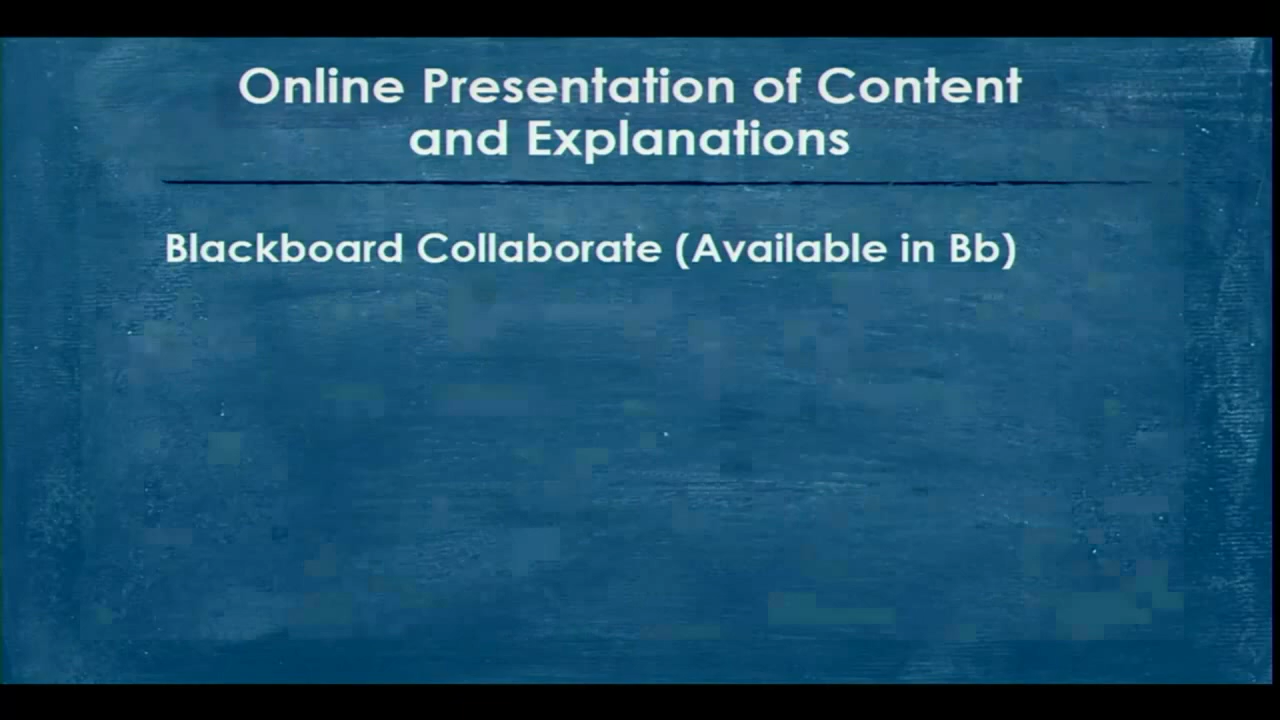 Online Presentation of Content
and Explanations
Blackboard Collaborate (Available in Bb)